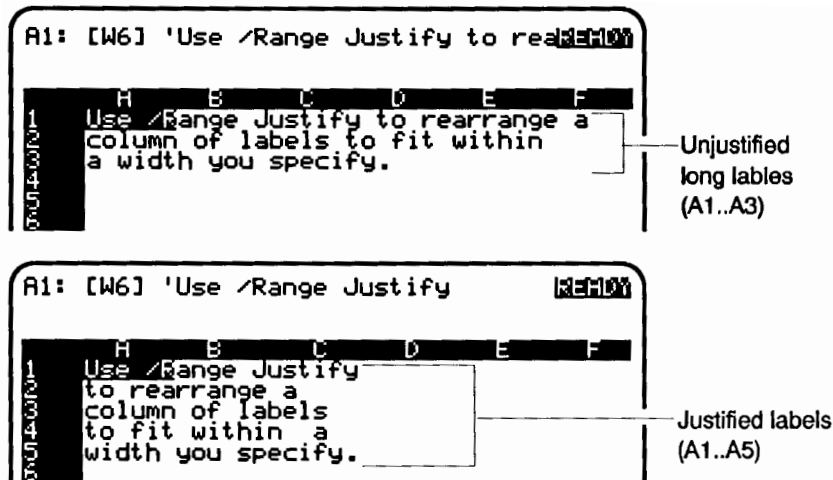 A1: [W6] 'Use /Range Justify to rea READY
A B C D E F
1 Use /Range Justify to rearrange a
2 column of labels to fit within
3 a width you specify.
4
5
6
Unjustified
long lables
(A1..A3)
A1: [W6] 'Use /Range Justify READY
A B C D E F
1 Use /Range Justify
2 to rearrange a
3 column of labels
4 to fit within a
5 width you specify.
6
Justified labels
(A1..A5)